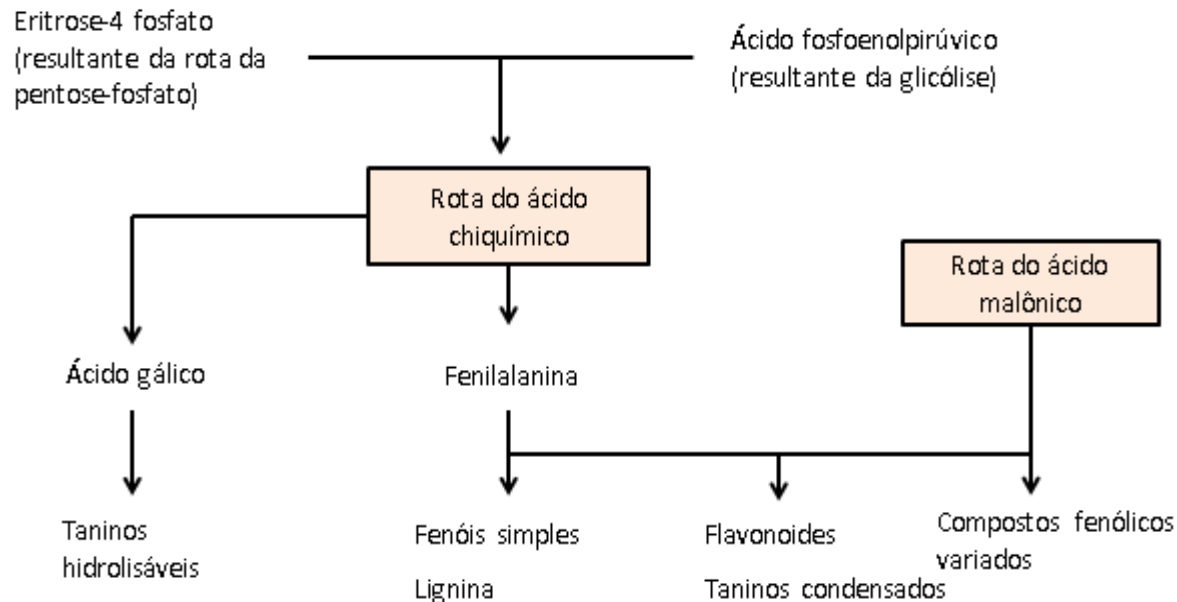 Eritrose-4 fosfato
(resultante da rota da
pentose-fosfato)
Ácido fosfoenolpirúvico
(resultante da glicólise)
Rota do ácido
chiquímico
Rota do ácido
malônico
Ácido gálico
Fenilalanina
Taninos
hidrolisáveis
Fenóis simples
Lignina
Flavonoides
Taninos condensados
Compostos fenólicos
variados